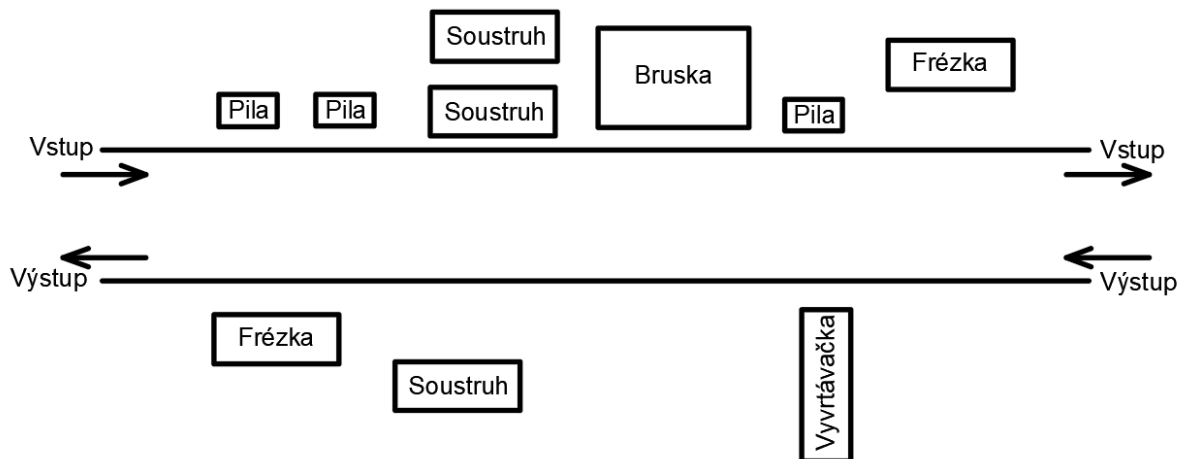 Soustruh
Bruska
Frézka
Pila
Pila
Soustruh
Pila
Vstup
Vstup
Výstup
Výstup
Frézka
Soustruh
Vyvrtávačka